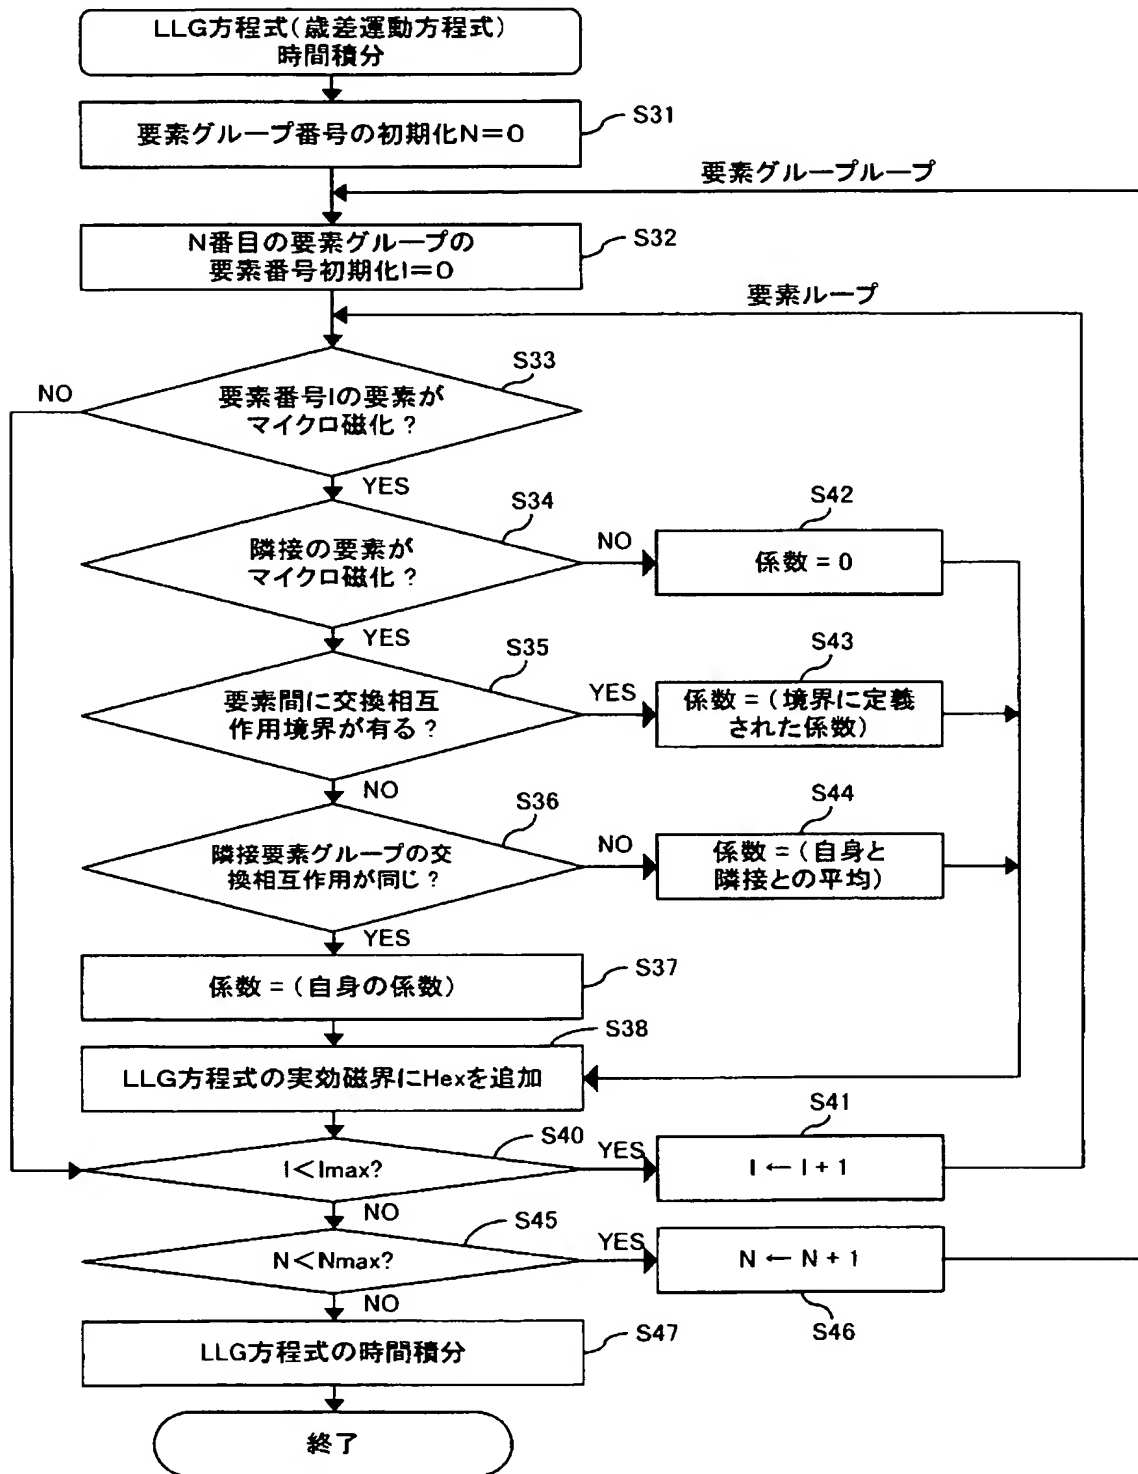 LLG方程式(歳差運動方程式)
時間積分
S31
要素グループ番号の初期化N=0
要素グループループ
S32
N番目の要素グループの
要素番号初期化I=0
要素ループ
S33
NO
要素番号Iの要素が
マイクロ磁化?
YES
S34
隣接の要素が
マイクロ磁化?
NO
S42
係数=0
YES
S35
要素間に交換相互
作用境界が有る?
YES
S43
係数=(境界に定義
された係数)
NO
S36
隣接要素グループの交
換相互作用が同じ?
NO
S44
係数=(自身と
隣接との平均)
YES
S37
係数=(自身の係数)
S38
LLG方程式の実効磁界にHexを追加
S40
I<Imax?
YES
S41
I←I+1
NO
S45
N<Nmax?
YES
N←N+1
S46
NO
S47
LLG方程式の時間積分
終了